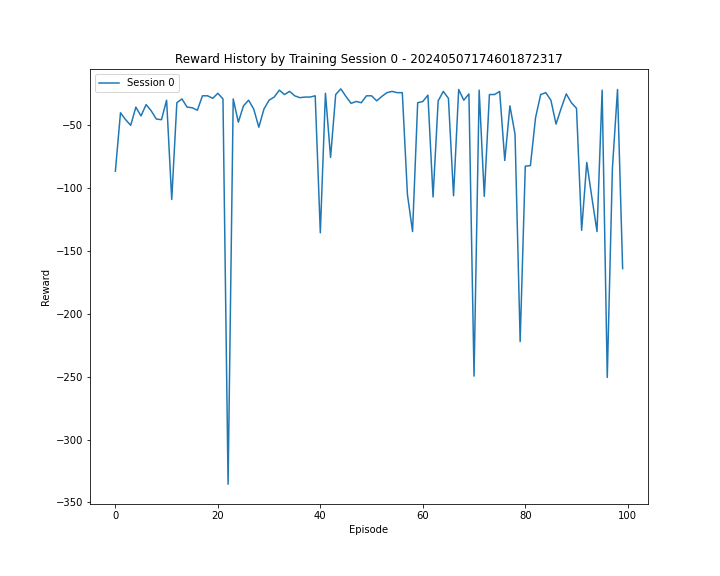 Reward History by Training Session 0 - 20240507174601872317
Session 0
−50
−100
−150
−200
−250
−300
−350
Reward
0 20 40 60 80 100
Episode